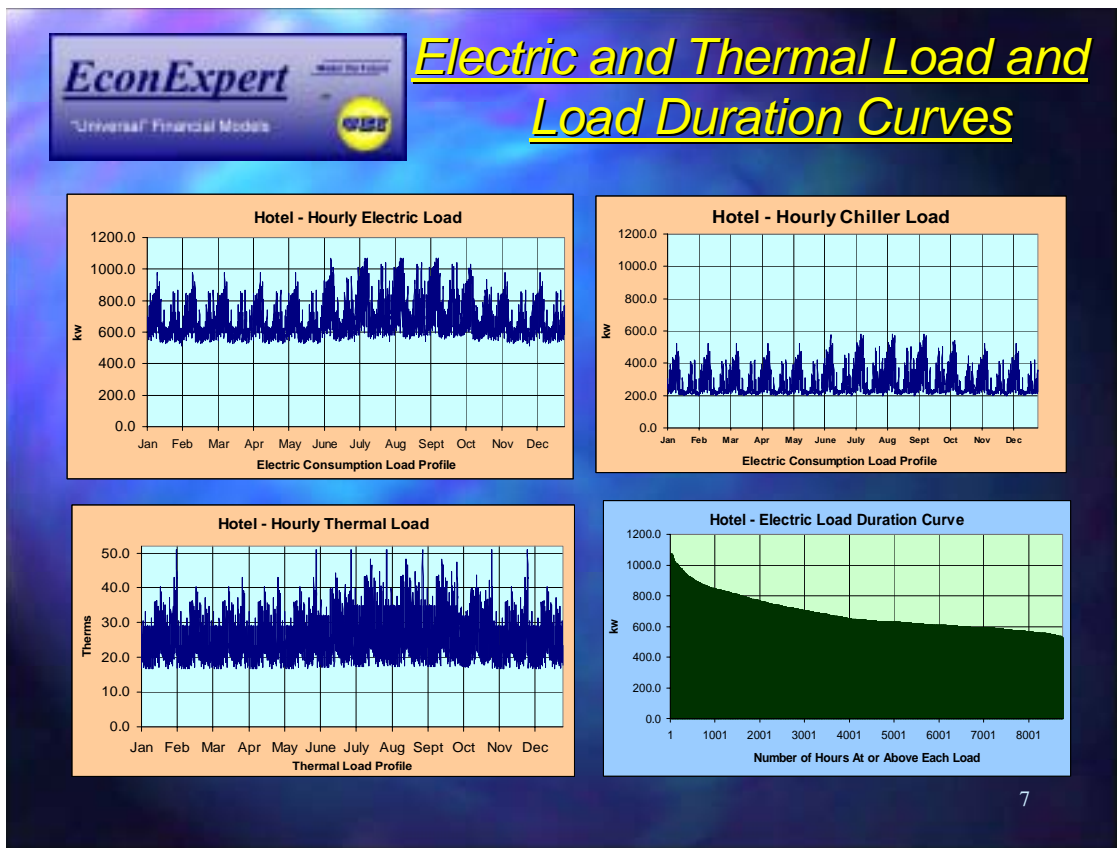 EconExpert
"Universal" Financial Models
Electric and Thermal Load and
Load Duration Curves
Hotel - Hourly Electric Load
1200.0
1000.0
800.0
600.0
400.0
200.0
0.0
kw
Jan Feb Mar Apr May June July Aug Sept Oct Nov Dec
Electric Consumption Load Profile
Hotel - Hourly Chiller Load
1200.0
1000.0
800.0
600.0
400.0
200.0
0.0
kw
Jan Feb Mar Apr May June July Aug Sept Oct Nov Dec
Electric Consumption Load Profile
Hotel - Hourly Thermal Load
50.0
40.0
30.0
20.0
10.0
0.0
Therms
Jan Feb Mar Apr May June July Aug Sept Oct Nov Dec
Thermal Load Profile
Hotel - Electric Load Duration Curve
1200.0
1000.0
800.0
600.0
400.0
200.0
0.0
kw
1 1001 2001 3001 4001 5001 6001 7001 8001
Number of Hours At or Above Each Load
7